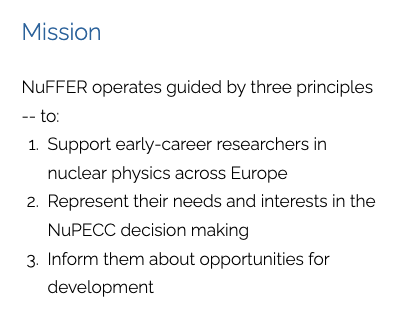 Mission
NuFFER operates guided by three principles
-- to:
1. Support early-career researchers in
nuclear physics across Europe
2. Represent their needs and interests in the
NuPECC decision making
3. Inform them about opportunities for
development